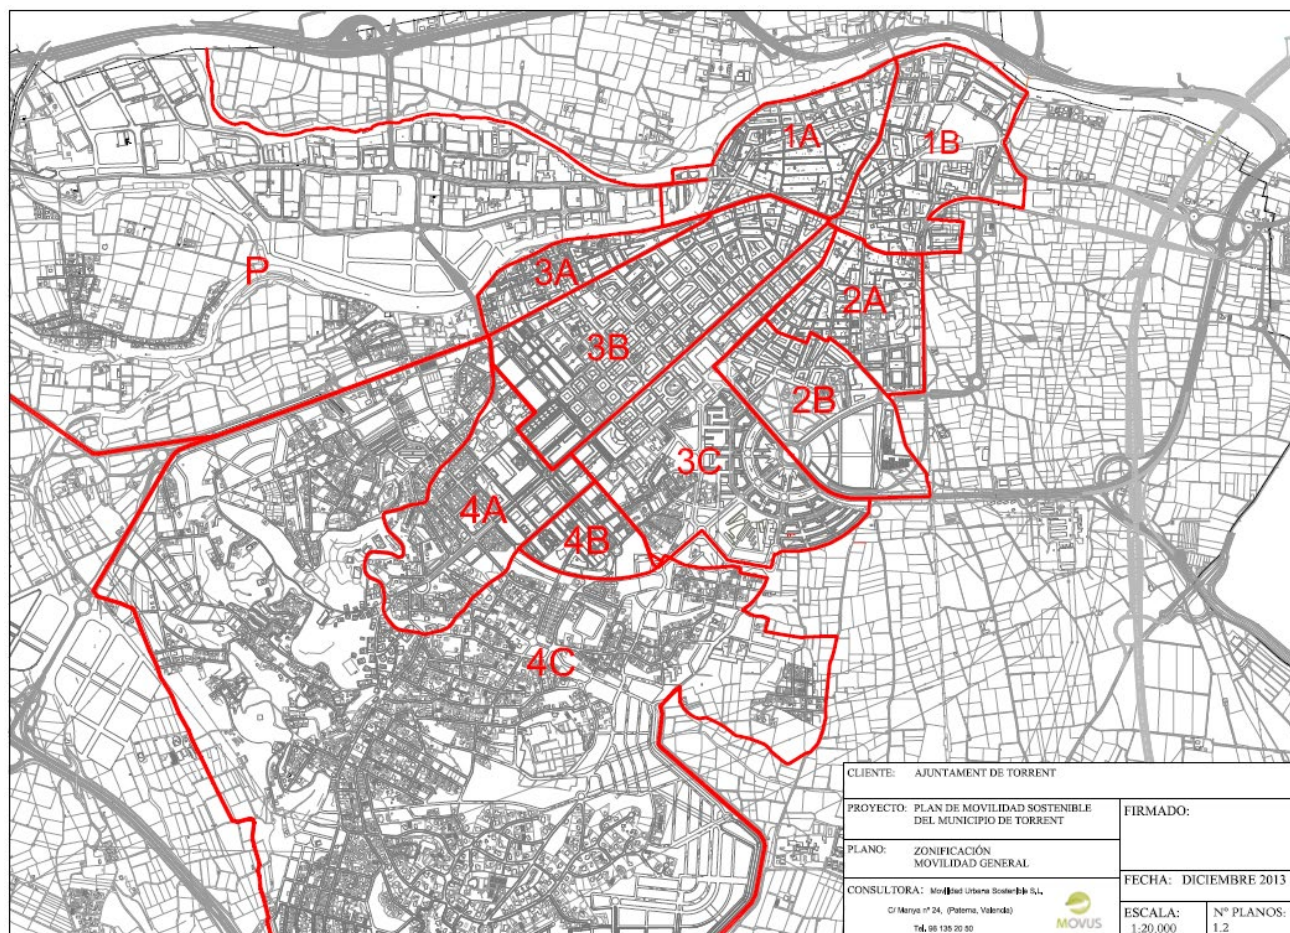 1A
1B
P
3A
2A
3B
2B
3C
4A
4B
4C
CLIENTE: AJUNTAMENT DE TORRENT
PROYECTO: PLAN DE MOVILIDAD SOSTENIBLE
DEL MUNICIPIO DE TORRENT
FIRMADO:
PLANO: ZONIFICACIÓN
MOVILIDAD GENERAL
FECHA: DICIEMBRE 2013
CONSULTORA: Movilidad Urbana Sostenible S.L.
C/ Manya nº 24, (Paterna, Valencia)
Tel. 96 135 20 50
MOVUS
ESCALA:
1:20.000
Nº PLANOS:
1.2